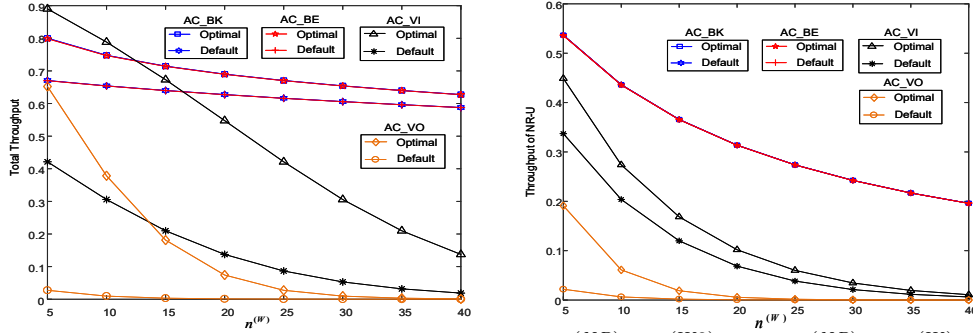 0.9
0.8
0.7
0.6
0.5
0.4
0.3
0.2
0.1
0
5 10 15 20 25 30 35 40
Total Throughput
n(W)
AC_BK AC_BE AC_VI
Optimal Optimal Optimal
Default Default Default
AC_VO
Optimal
Default
0.6
0.5
0.4
0.3
0.2
0.1
0
5 10 15 20 25 30 35 40
Throughput of NR-U
n(W)
AC_BK AC_BE AC_VI
Optimal Optimal Optimal
Default Default Default
AC_VO
Optimal
Default